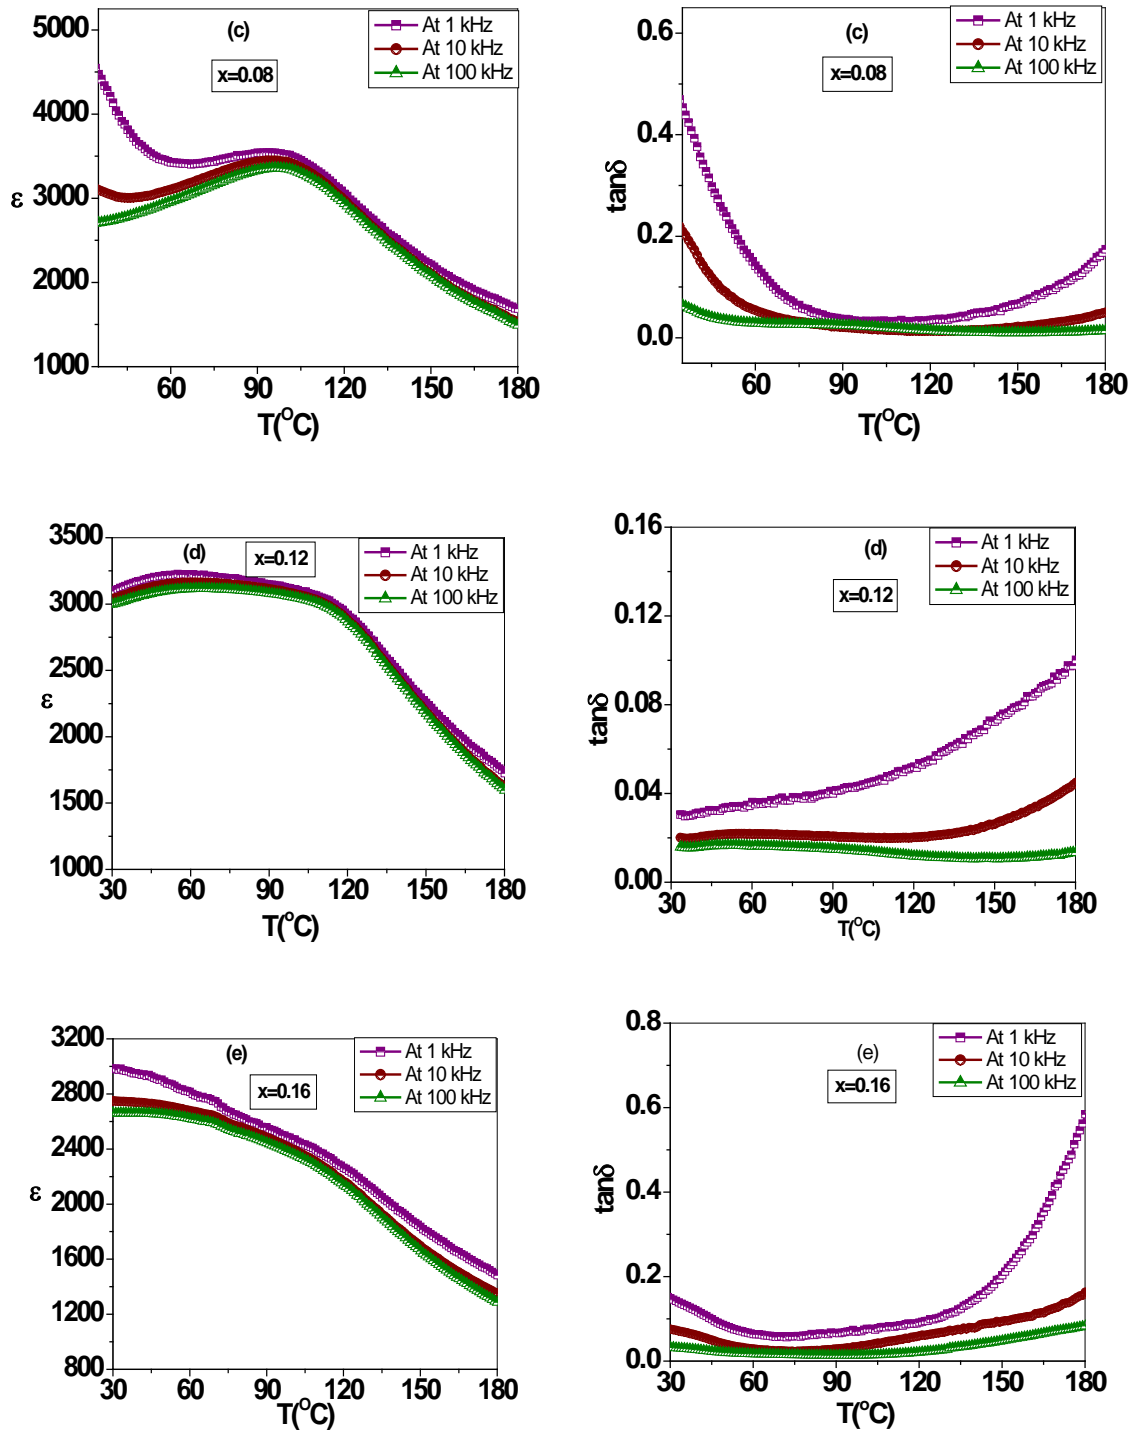 (c)
x=0.08
At 1 kHz
At 10 kHz
At 100 kHz
5000
4000
3000
2000
1000
ε
60 90 120 150 180
T(°C)
(c)
x=0.08
At 1 kHz
At 10 kHz
At 100 kHz
0.6
0.4
0.2
0.0
tanδ
60 90 120 150 180
T(°C)
(d)
x=0.12
At 1 kHz
At 10 kHz
At 100 kHz
3500
3000
2500
2000
1500
1000
ε
30 60 90 120 150 180
T(°C)
(d)
x=0.12
At 1 kHz
At 10 kHz
At 100 kHz
0.16
0.12
0.08
0.04
0.00
tanδ
30 60 90 120 150 180
T(°C)
(e)
x=0.16
At 1 kHz
At 10 kHz
At 100 kHz
3200
2800
2400
2000
1600
1200
800
ε
30 60 90 120 150 180
T(°C)
(e)
x=0.16
At 1 kHz
At 10 kHz
At 100 kHz
0.8
0.6
0.4
0.2
0.0
tanδ
30 60 90 120 150 180
T(°C)